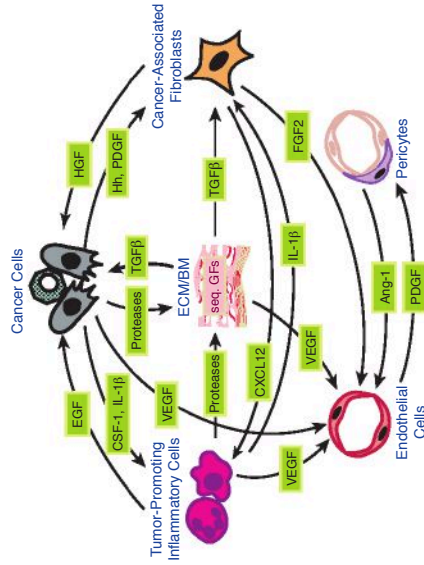 Cancer Cells
Cancer-Associated
Fibroblasts
HGF
Hh, PDGF
EGF
CSF-1, IL-1β
VEGF
Proteases
TGFβ
ECM/BM
seq. GFs
Proteases
TGFβ
Tumor-Promoting
Inflammatory Cells
CXCL12
IL-1β
FGF2
VEGF
VEGF
Ang-1
PDGF
Pericytes
Endothelial
Cells